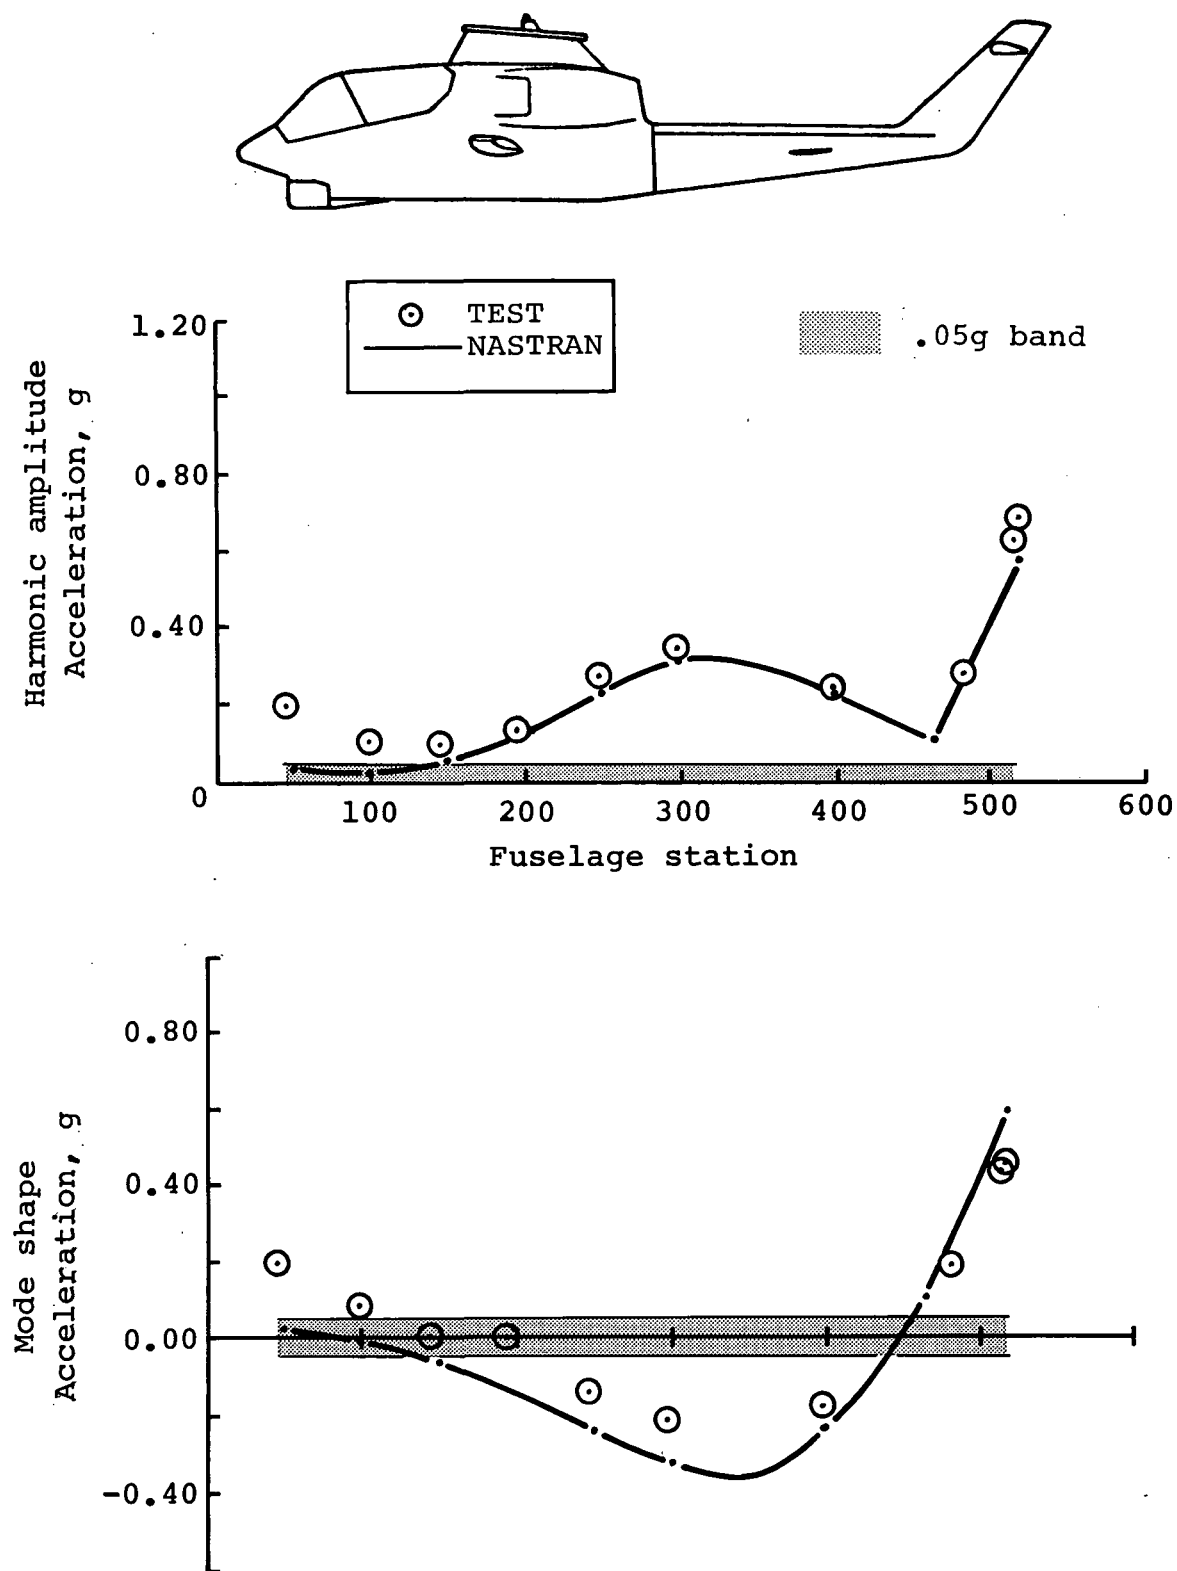 TEST
NASTRAN
.05g band
Harmonic amplitude
Acceleration, g
1.20
0.80
0.40
0
100 200 300 400 500 600
Fuselage station
Mode shape
Acceleration, g
0.80
0.40
0.00
-0.40